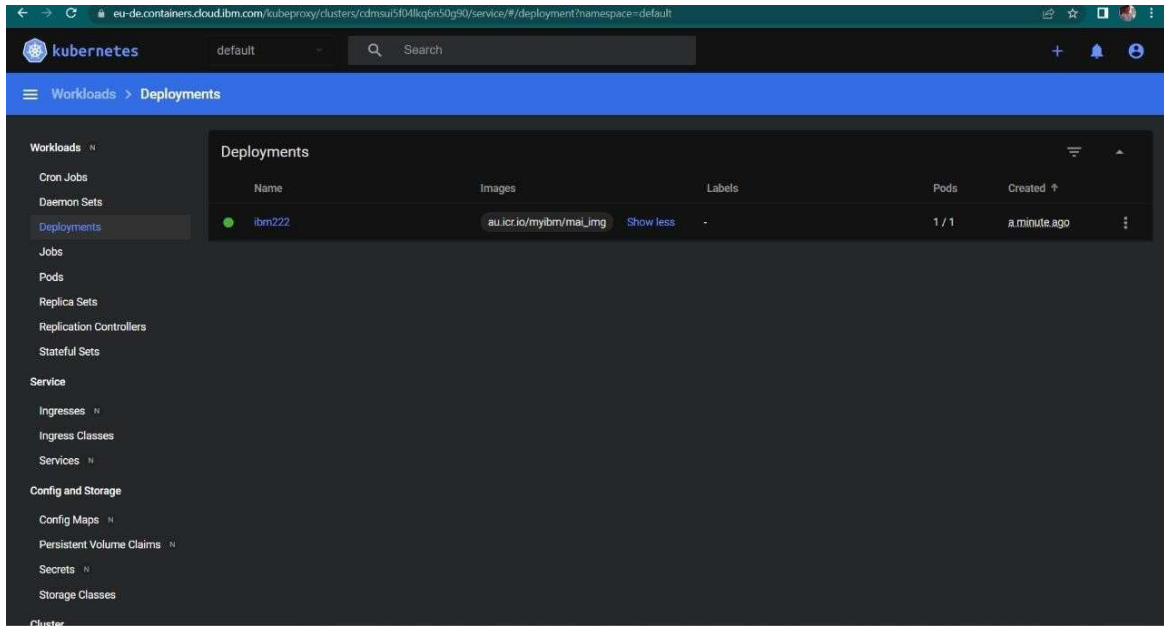 eu-de.containers.cloud.ibm.com/kubeproxy/clusters/cdmsui5f04lkq6n50g90/service/#/deployment?namespace=default
kubernetes default Search
Workloads > Deployments
Workloads N
Cron Jobs
Daemon Sets
Deployments
Jobs
Pods
Replica Sets
Replication Controllers
Stateful Sets
Service
Ingresses N
Ingress Classes
Services N
Config and Storage
Config Maps N
Persistent Volume Claims N
Secrets N
Storage Classes
Cluster
Deployments
Name Images Labels Pods Created
ibm222 au.icr.io/myibm/mai_img Show less - 1 / 1 a minute ago